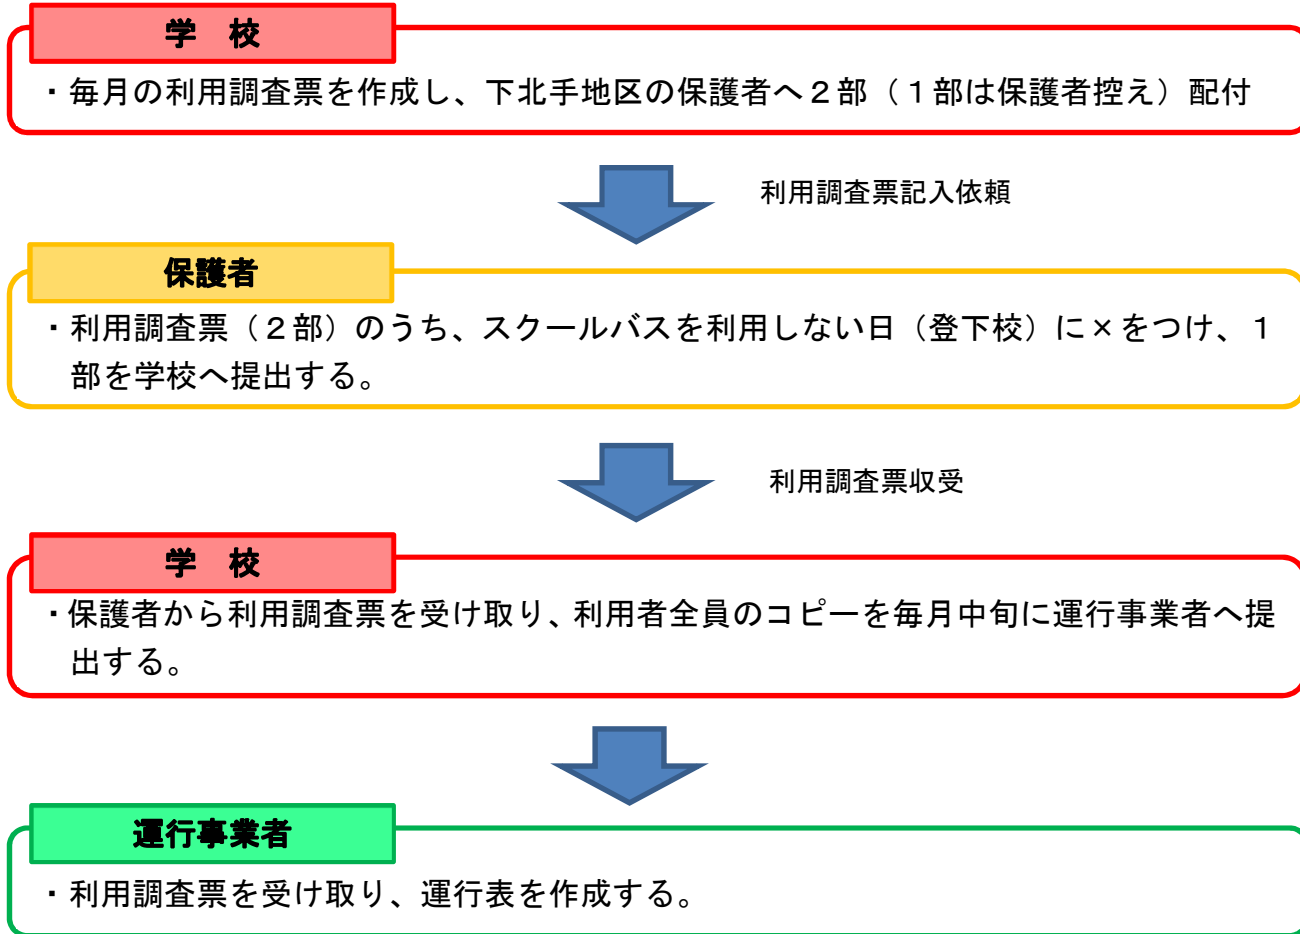 学　校
・毎月の利用調査票を作成し、下北手地区の保護者へ２部（１部は保護者控え）配付
利用調査票記入依頼
保護者
・利用調査票（２部）のうち、スクールバスを利用しない日（登下校）に×をつけ、１
部を学校へ提出する。
利用調査票収受
学　校
・保護者から利用調査票を受け取り、利用者全員のコピーを毎月中旬に運行事業者へ提
出する。
運行事業者
・利用調査票を受け取り、運行表を作成する。